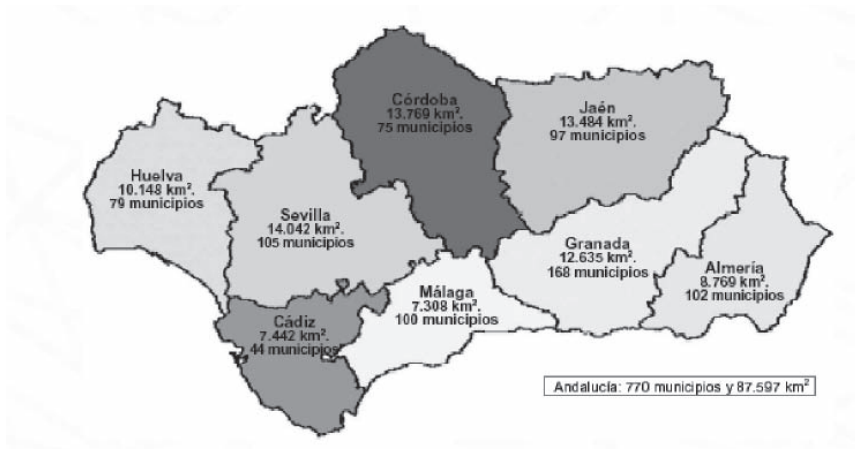 Córdoba
13.769 km².
75 municipios
Jaén
13.484 km².
97 municipios
Huelva
10.148 km².
79 municipios
Sevilla
14.042 km².
105 municipios
Granada
12.635 km².
168 municipios
Almería
8.769 km².
102 municipios
Málaga
7.308 km².
100 municipios
Cádiz
7.442 km².
44 municipios
Andalucía: 770 municipios y 87.597 km²